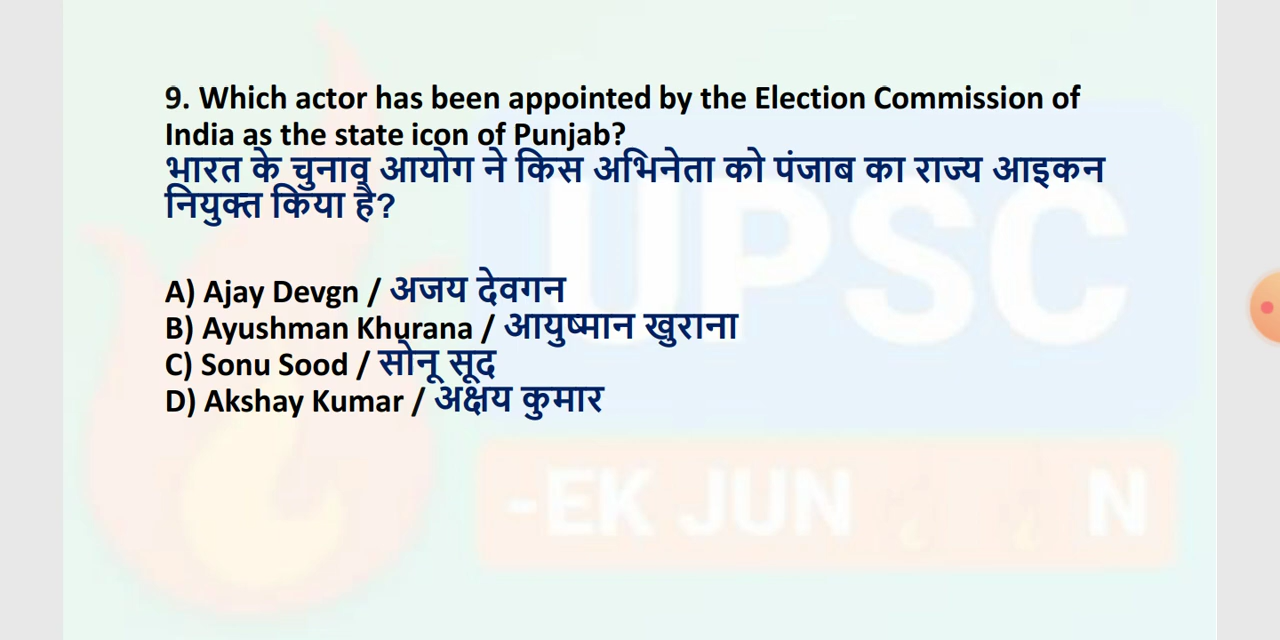 9. Which actor has been appointed by the Election Commission of
India as the state icon of Punjab?
भारत के चुनाव आयोग ने किस अभिनेता को पंजाब का राज्य आइकन
नियुक्त किया है?
A) Ajay Devgn / अजय देवगन
B) Ayushman Khurana / आयुष्मान खुराना
C) Sonu Sood / सोनू सूद
D) Akshay Kumar / अक्षय कुमार
UPSC
-EK JUN N